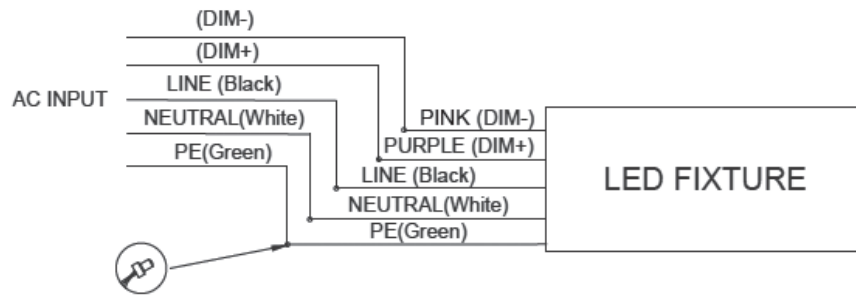 (DIM-)
(DIM+)
LINE (Black)
AC INPUT
NEUTRAL(White)
PE(Green)
PINK (DIM-)
PURPLE (DIM+)
LINE (Black)
NEUTRAL(White)
PE(Green)
LED FIXTURE